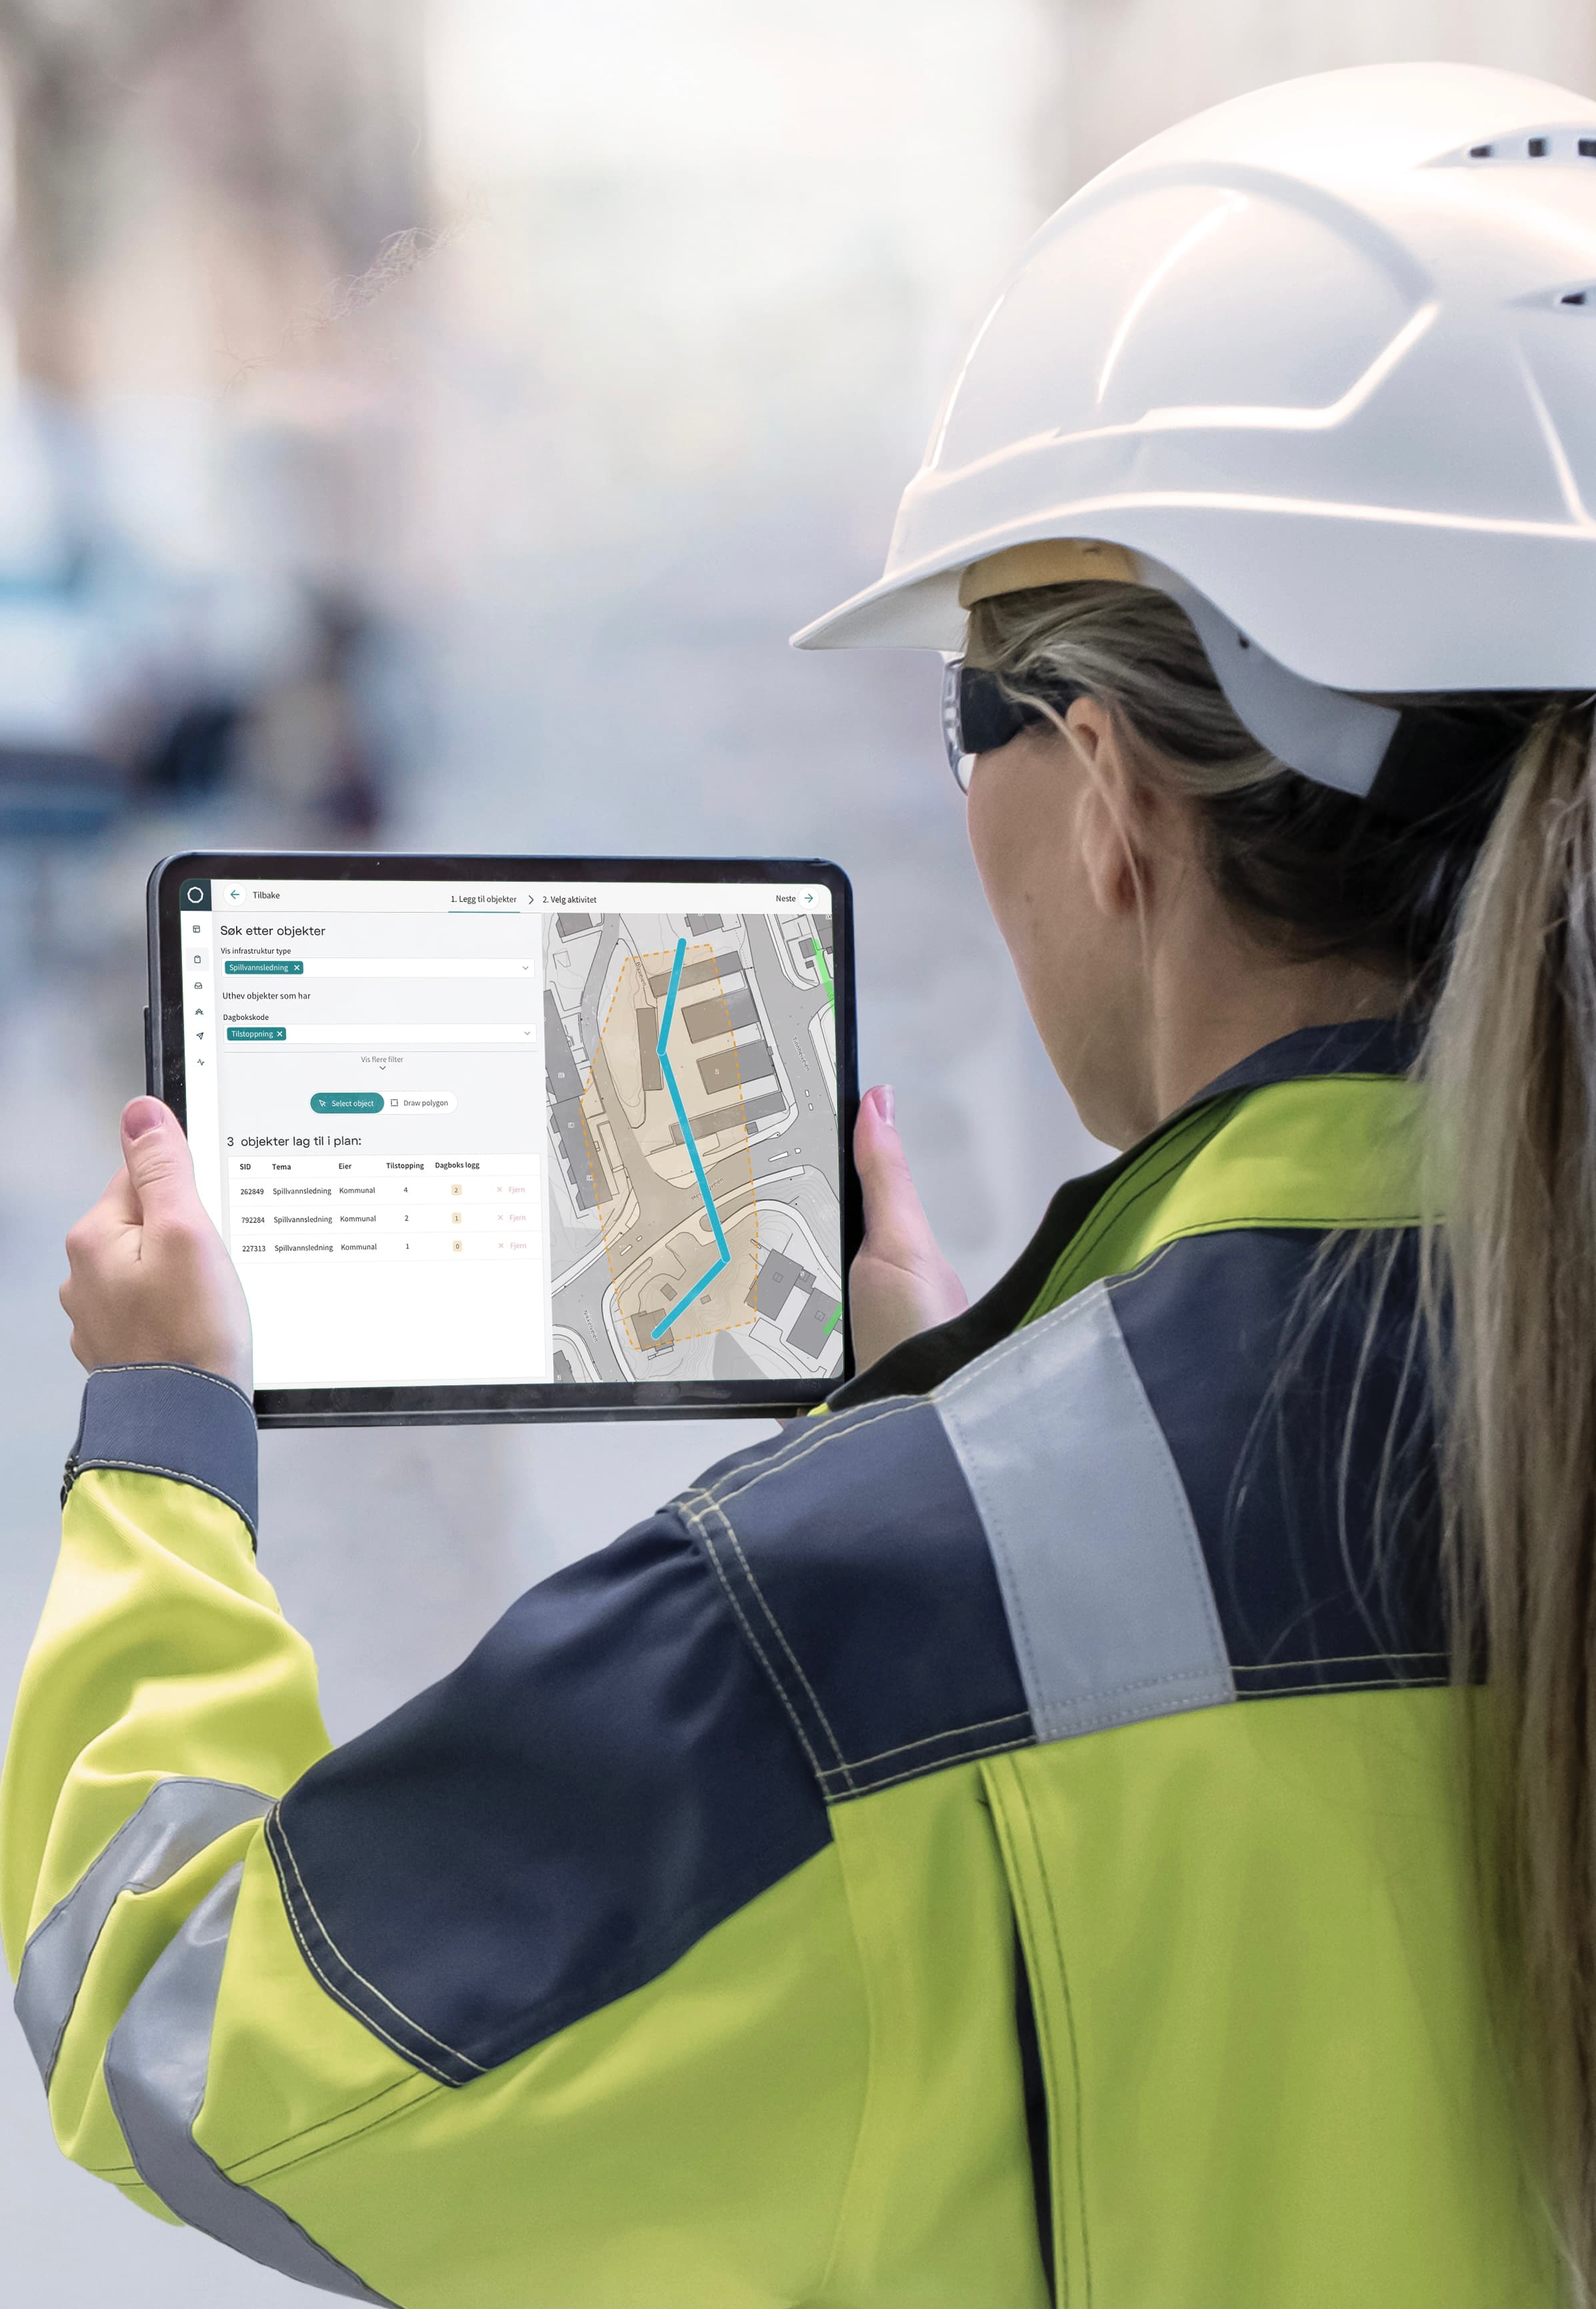 Tilbake
1. Legg til objekter
2. Velg aktivitet
Neste
Søk etter objekter
Vis infrastruktur type
Spillvannsledning
Uthev objekter som har
Dagbokskode
Tilstoppning
Vis flere filter
Select object
Draw polygon
3 objekter lag til i plan:
SID Tema Eier Tilstopping Dagboks logg
262849 Spillvannsledning Kommunal 4 2 Fjern
792284 Spillvannsledning Kommunal 2 1 Fjern
227313 Spillvannsledning Kommunal 1 0 Fjern